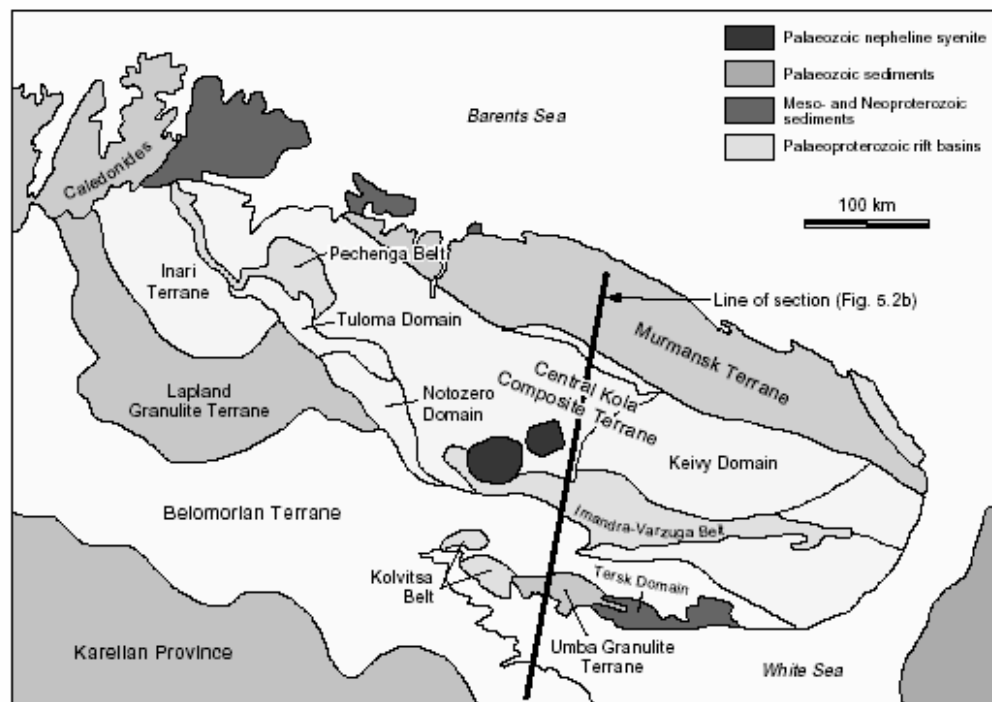 Palaeozoic nepheline syenite
Palaeozoic sediments
Meso- and Neoproterozoic
sediments
Palaeoproterozoic rift basins
Barents Sea
100 km
Caledonides
Pechenga Belt
Inari
Terrane
Line of section (Fig. 5.2b)
Tuloma Domain
Murmansk Terrane
Lapland
Granulite Terrane
Notozero
Domain
Central Kola
Composite Terrane
Keivy Domain
Belomorian Terrane
Imandra-Varzuga Belt
Kolvitsa
Belt
Tersk Domain
Umba Granulite
Terrane
Karelian Province
White Sea